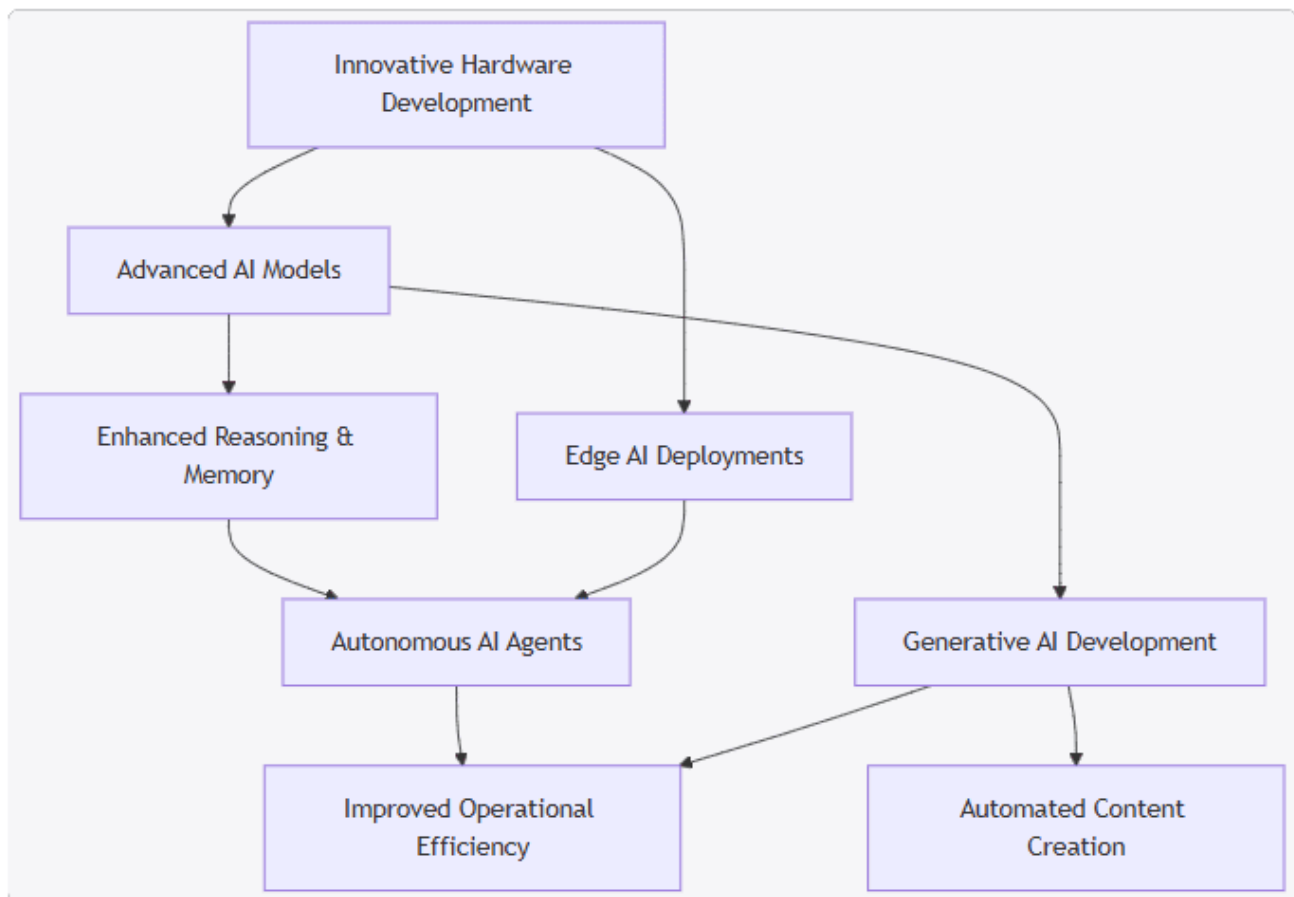 Innovative Hardware
Development
Advanced AI Models
Enhanced Reasoning &
Memory
Edge AI Deployments
Autonomous AI Agents
Generative AI Development
Improved Operational
Efficiency
Automated Content
Creation